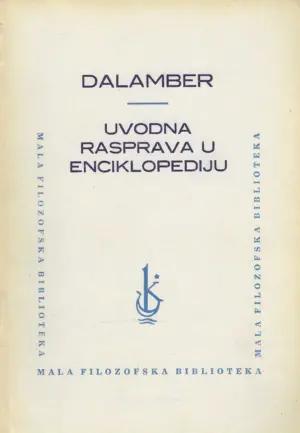 DALAMBER
UVODNA
RASPRAVA U
ENCIKLOPEDIJU
MALA FILOZOFSKA BIBLIOTEKA
MALA FILOZOFSKA BIBLIOTEKA
MALA FILOZOFSKA BIBLIOTEKA